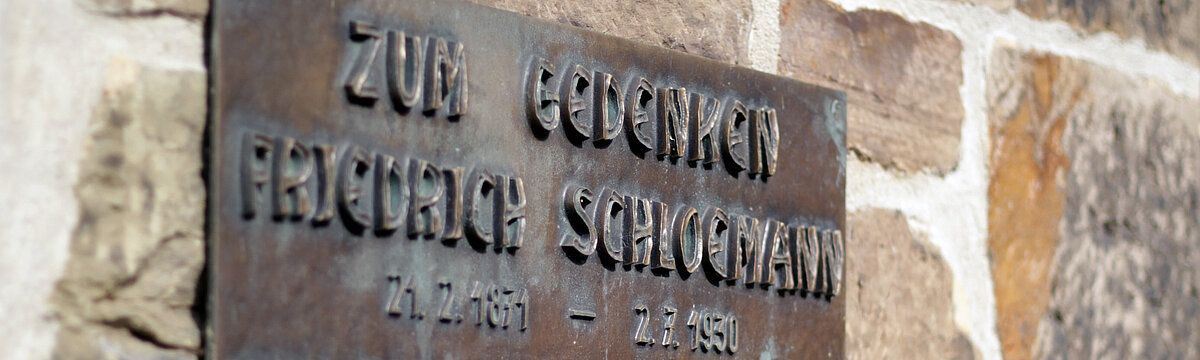 ZUM GEDENKEN
FRIEDRICH SCHLOEMANN
21. 2. 1871 – 2. 7. 1930